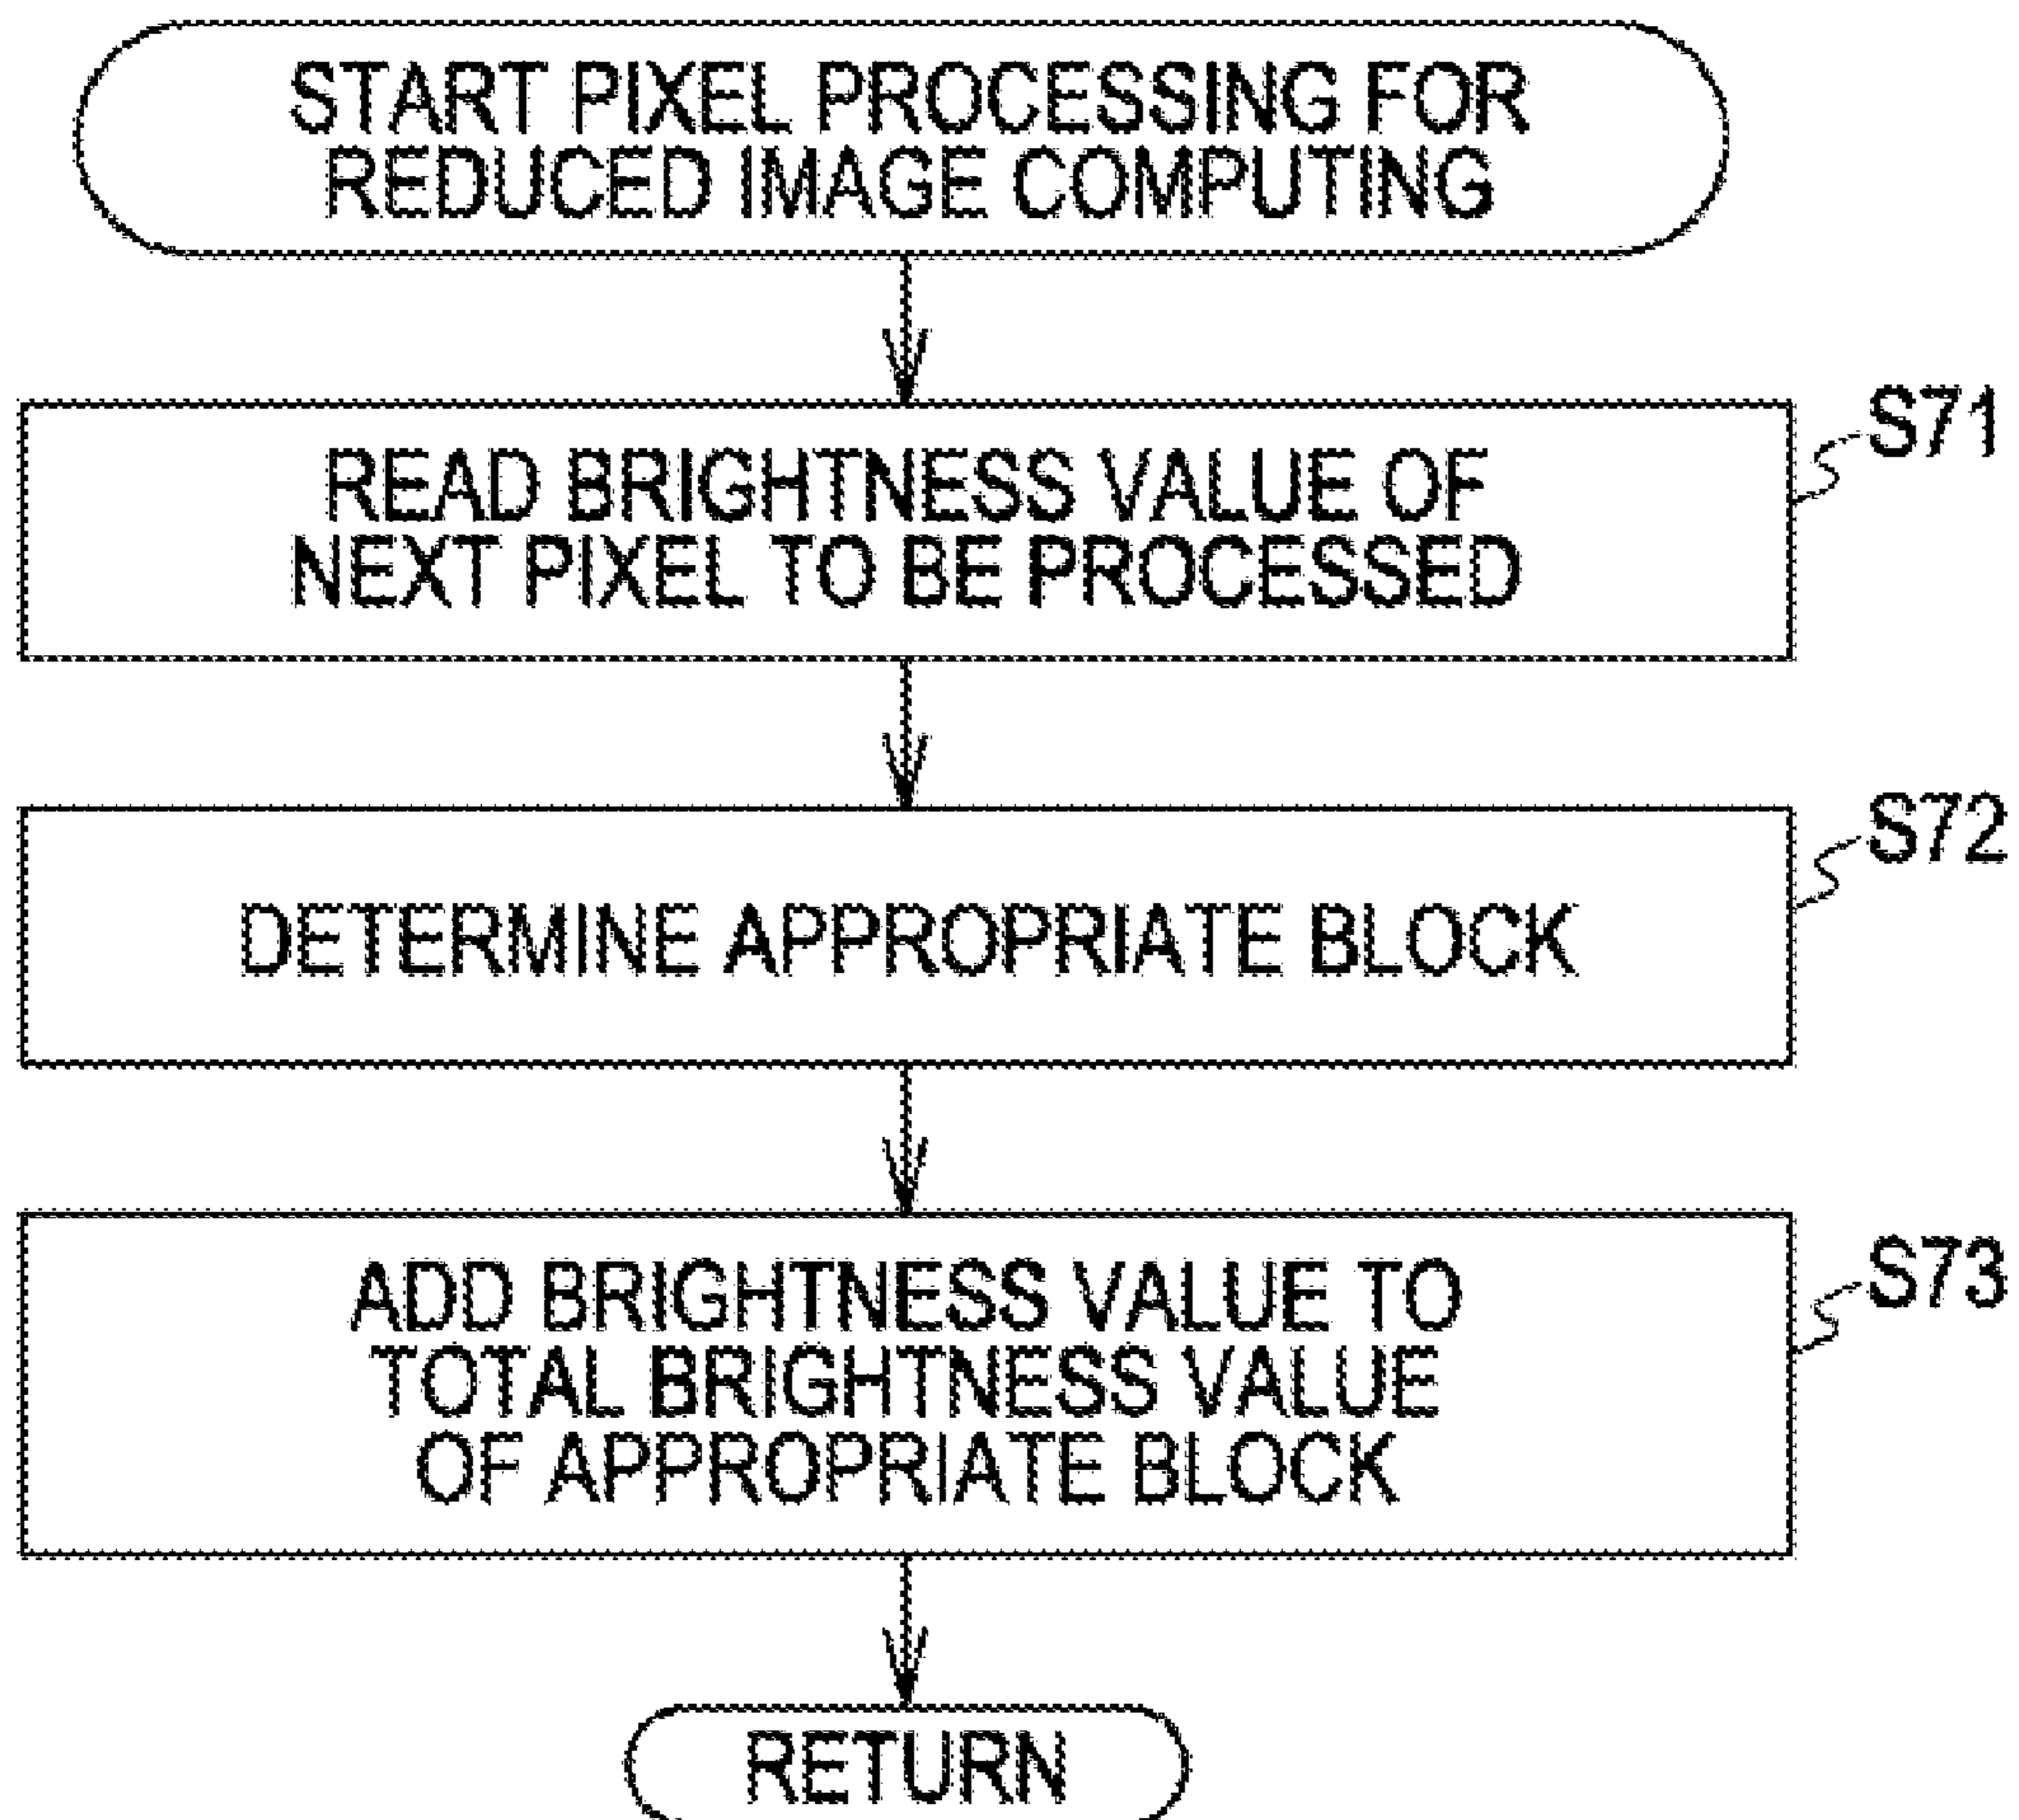 START PIXEL PROCESSING FOR
REDUCED IMAGE COMPUTING
S71
READ BRIGHTNESS VALUE OF
NEXT PIXEL TO BE PROCESSED
S72
DETERMINE APPROPRIATE BLOCK
S73
ADD BRIGHTNESS VALUE TO
TOTAL BRIGHTNESS VALUE
OF APPROPRIATE BLOCK
RETURN